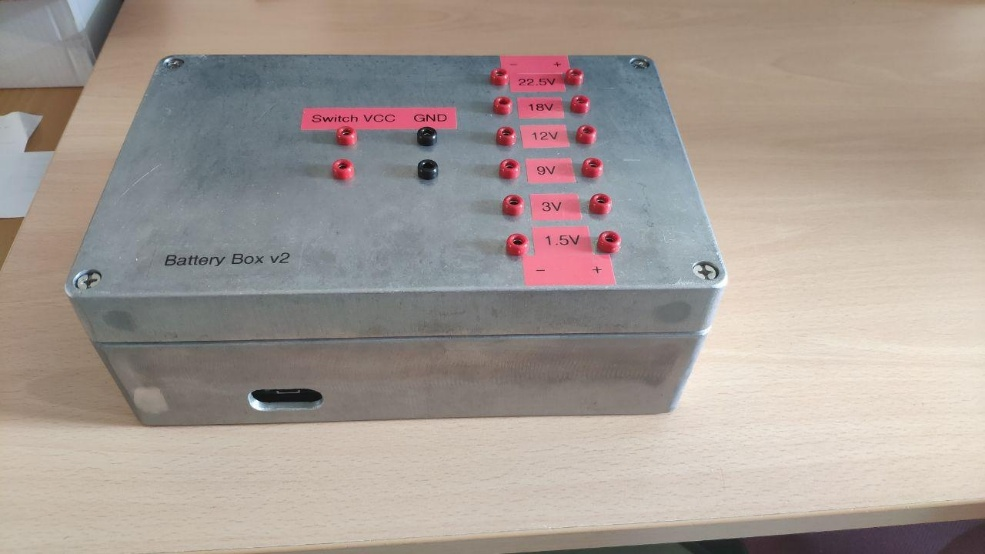 − +
22.5V
18V
Switch VCC GND
12V
9V
3V
1.5V
− +
Battery Box v2